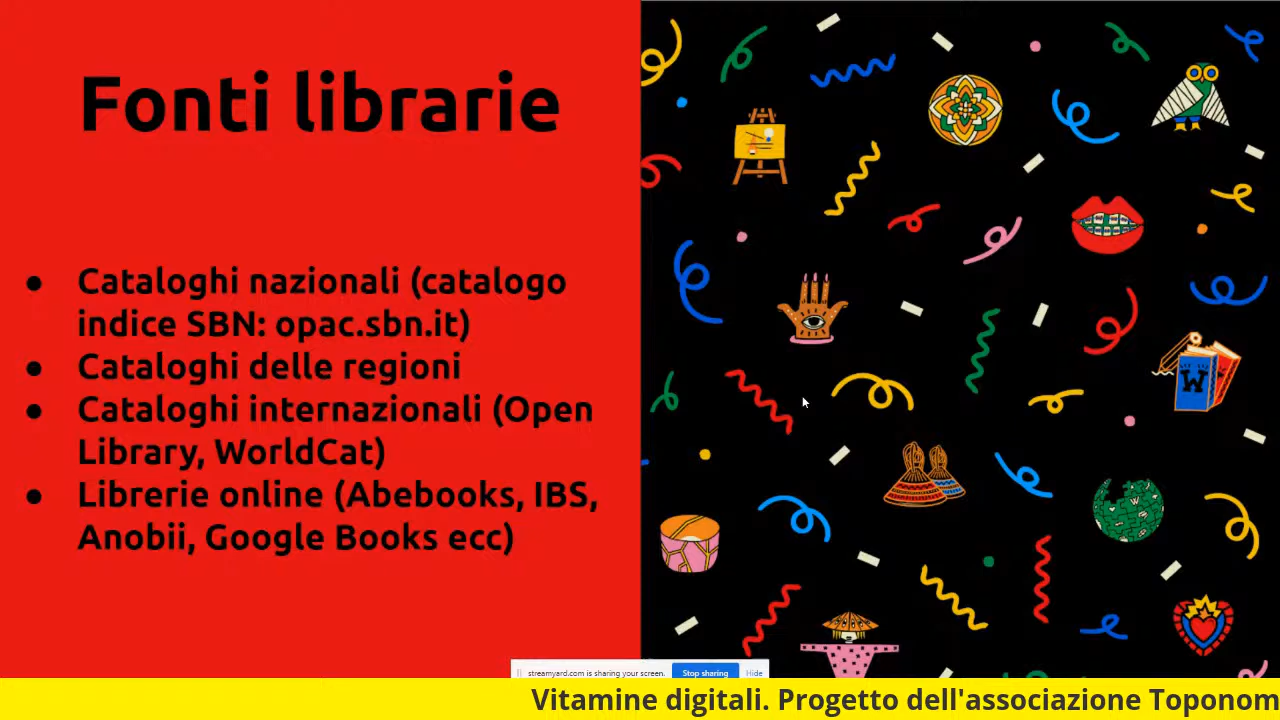 Fonti librarie
● Cataloghi nazionali (catalogo
indice SBN: opac.sbn.it)
● Cataloghi delle regioni
● Cataloghi internazionali (Open
Library, WorldCat)
● Librerie online (Abebooks, IBS,
Anobii, Google Books ecc)
W
W
streamyard.com is sharing your screen. Stop sharing Hide
Vitamine digitali. Progetto dell'associazione Toponom